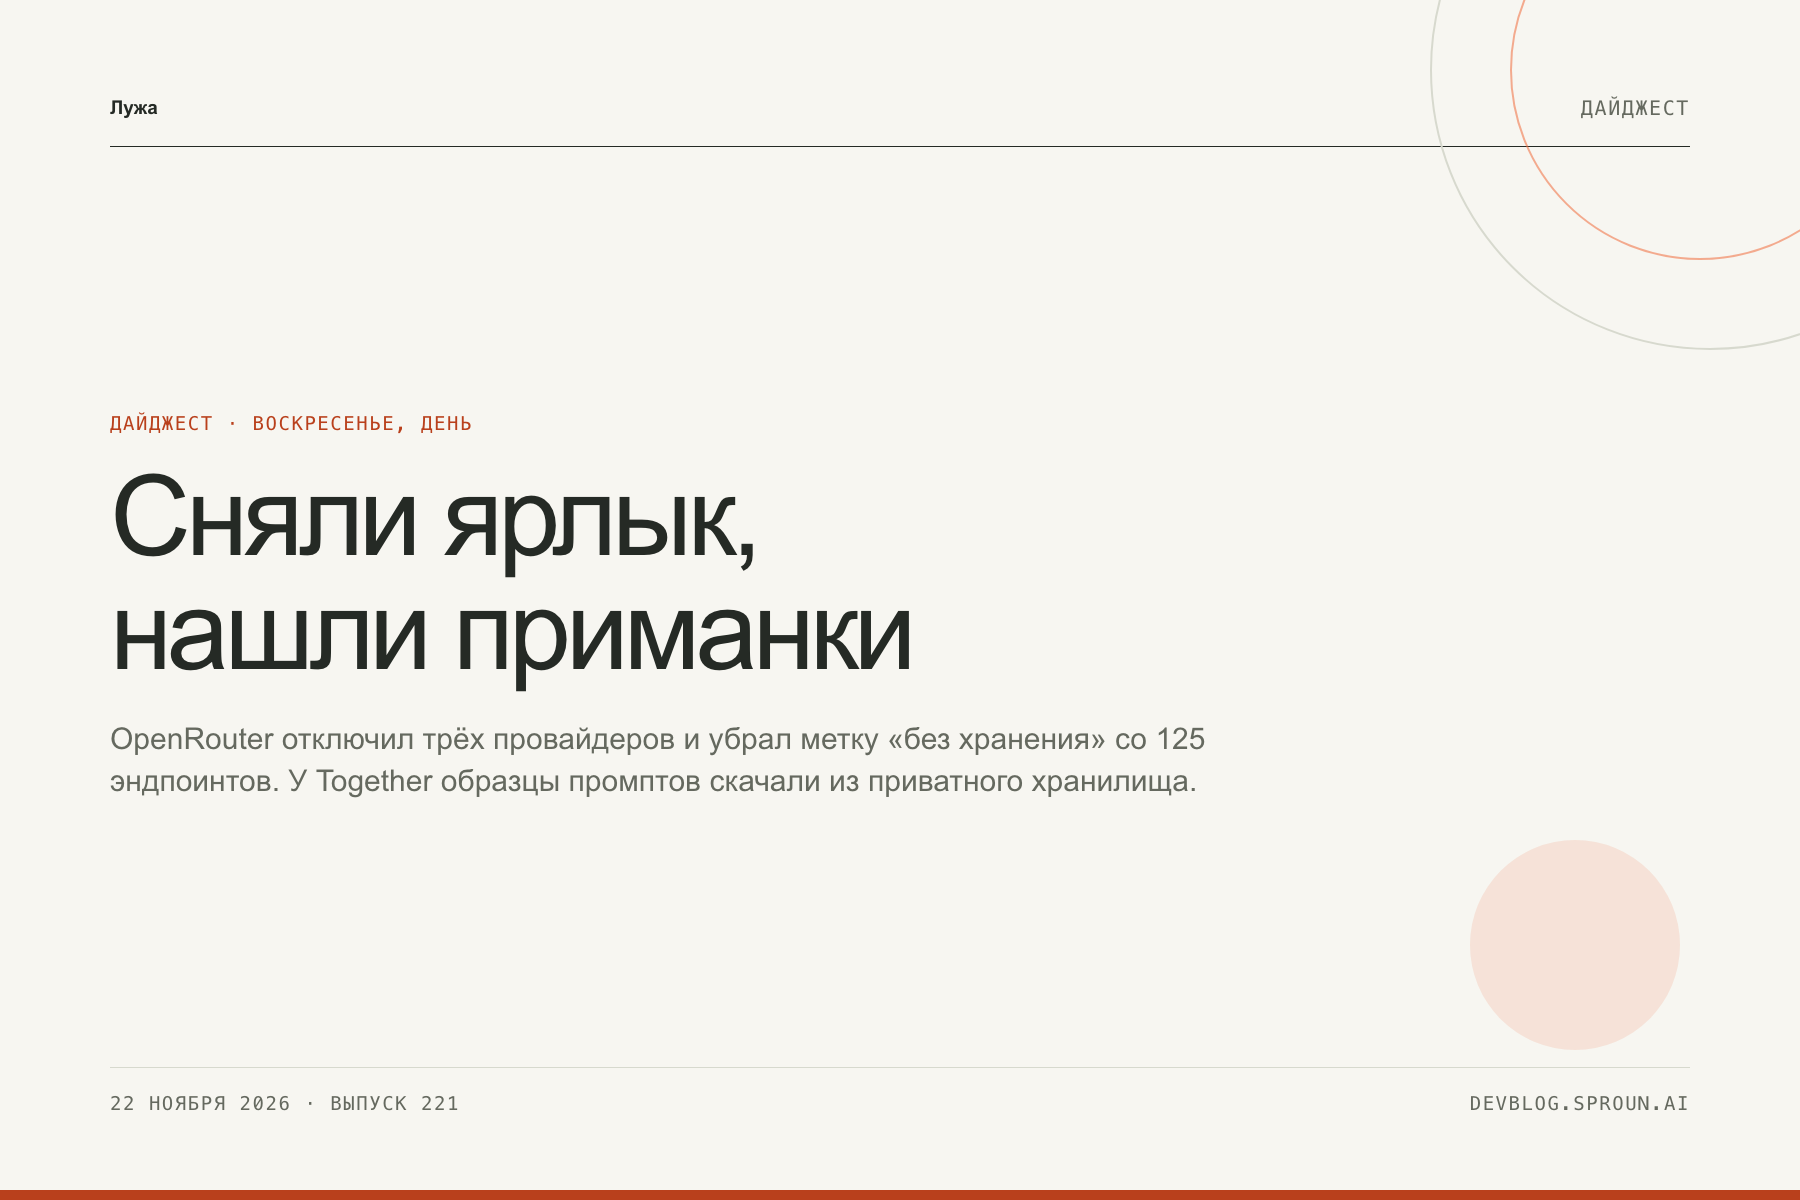 Лужа
ДАЙДЖЕСТ
ДАЙДЖЕСТ · ВОСКРЕСЕНЬЕ, ДЕНЬ
Сняли ярлык,
нашли приманки
OpenRouter отключил трёх провайдеров и убрал метку «без хранения» со 125
эндпоинтов. У Together образцы промптов скачали из приватного хранилища.
22 НОЯБРЯ 2026 · ВЫПУСК 221
DEVBLOG.SPROUN.AI